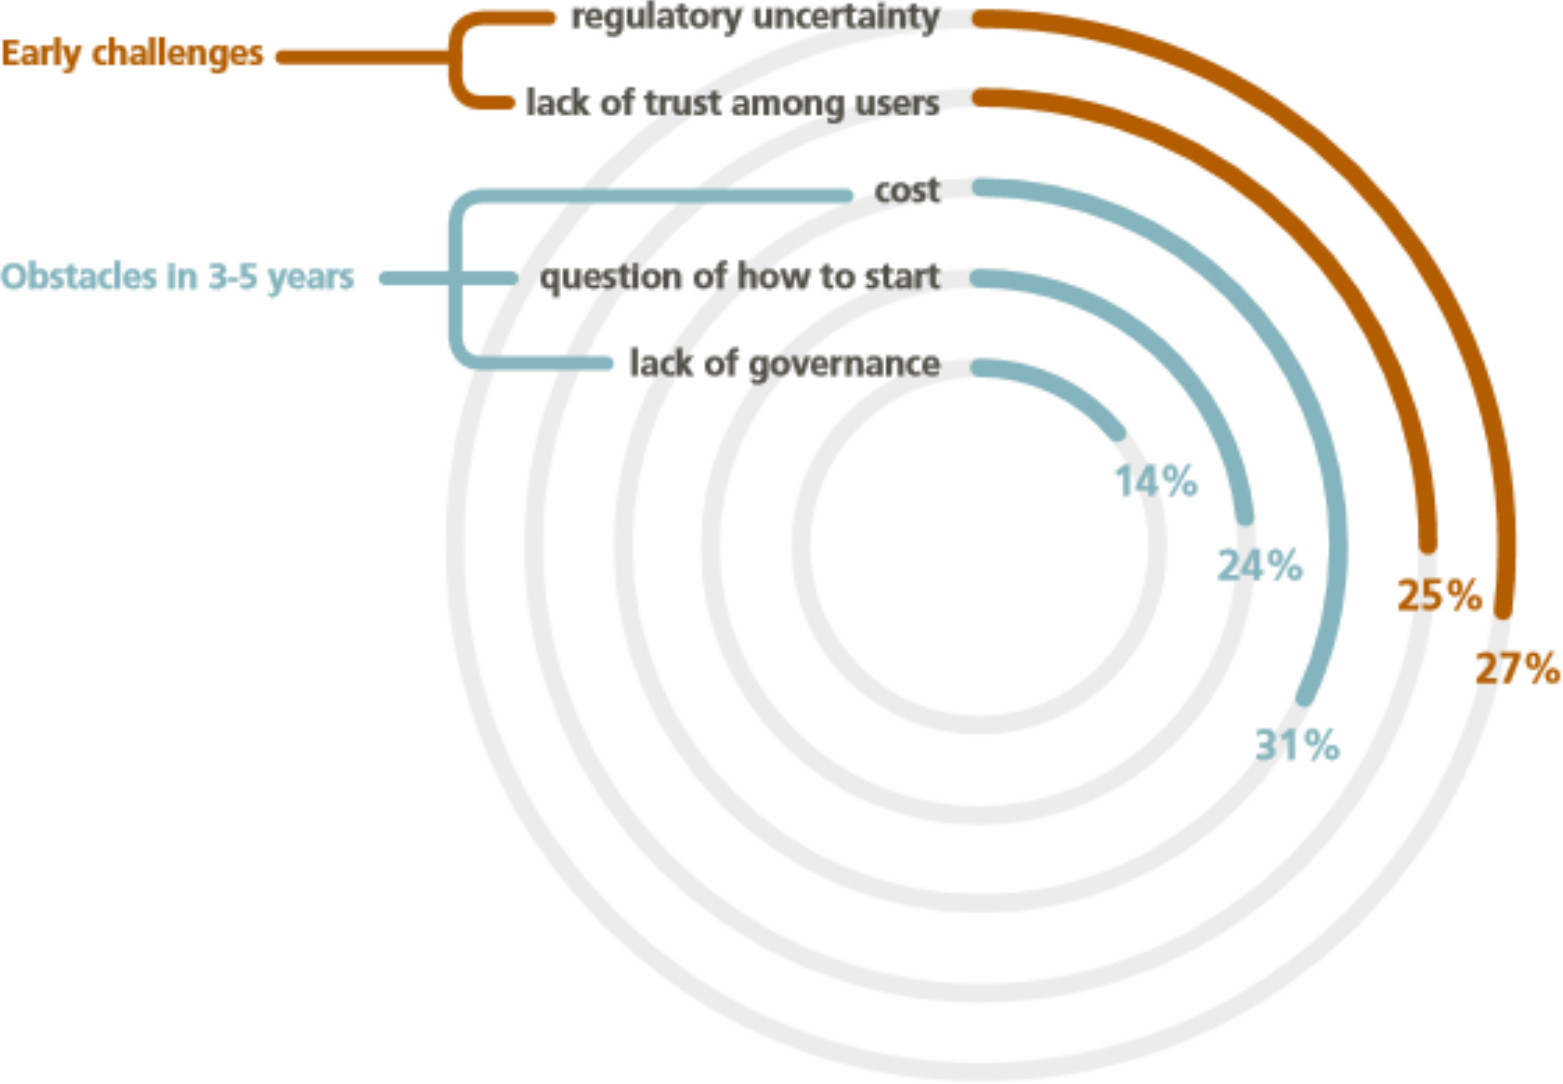 regulatory uncertainty
Early challenges
lack of trust among users
cost
Obstacles in 3-5 years
question of how to start
lack of governance
14%
24%
25%
27%
31%